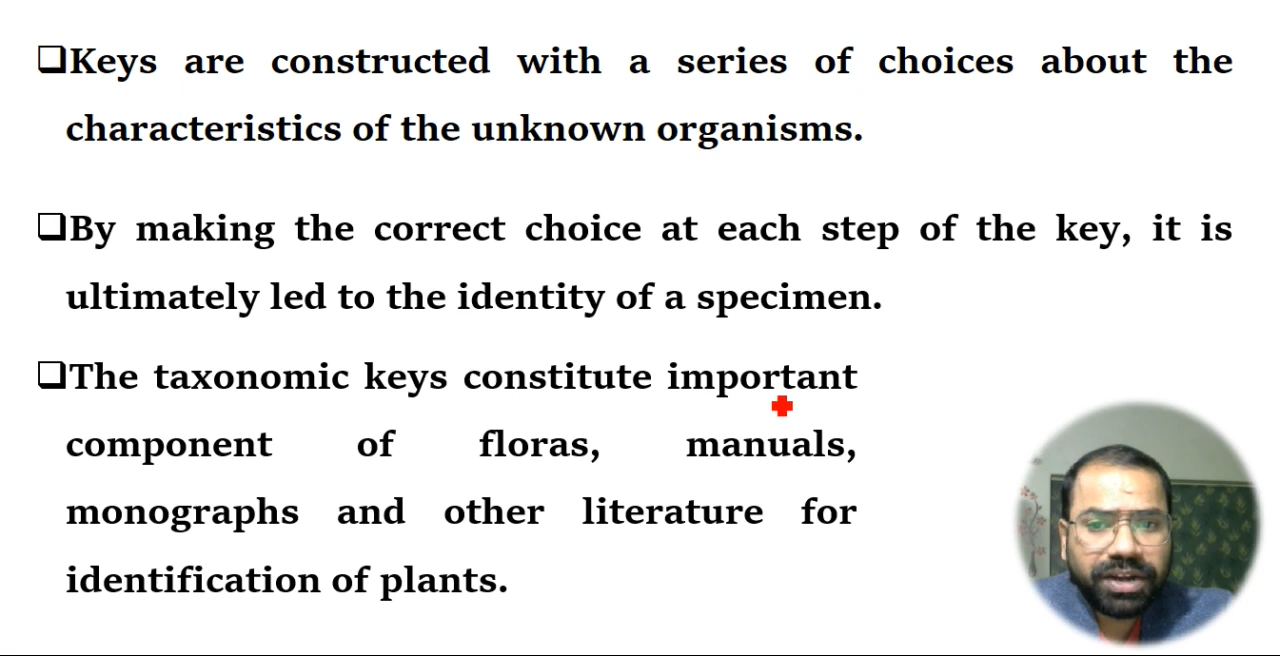 ❑Keys are constructed with a series of choices about the
characteristics of the unknown organisms.
❑By making the correct choice at each step of the key, it is
ultimately led to the identity of a specimen.
❑The taxonomic keys constitute important
component of floras, manuals,
monographs and other literature for
identification of plants.